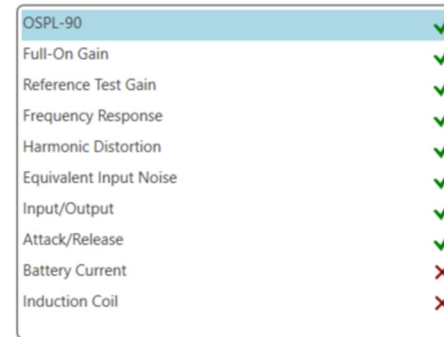 OSPL-90
Full-On Gain
Reference Test Gain
Frequency Response
Harmonic Distortion
Equivalent Input Noise
Input/Output
Attack/Release
Battery Current
Induction Coil